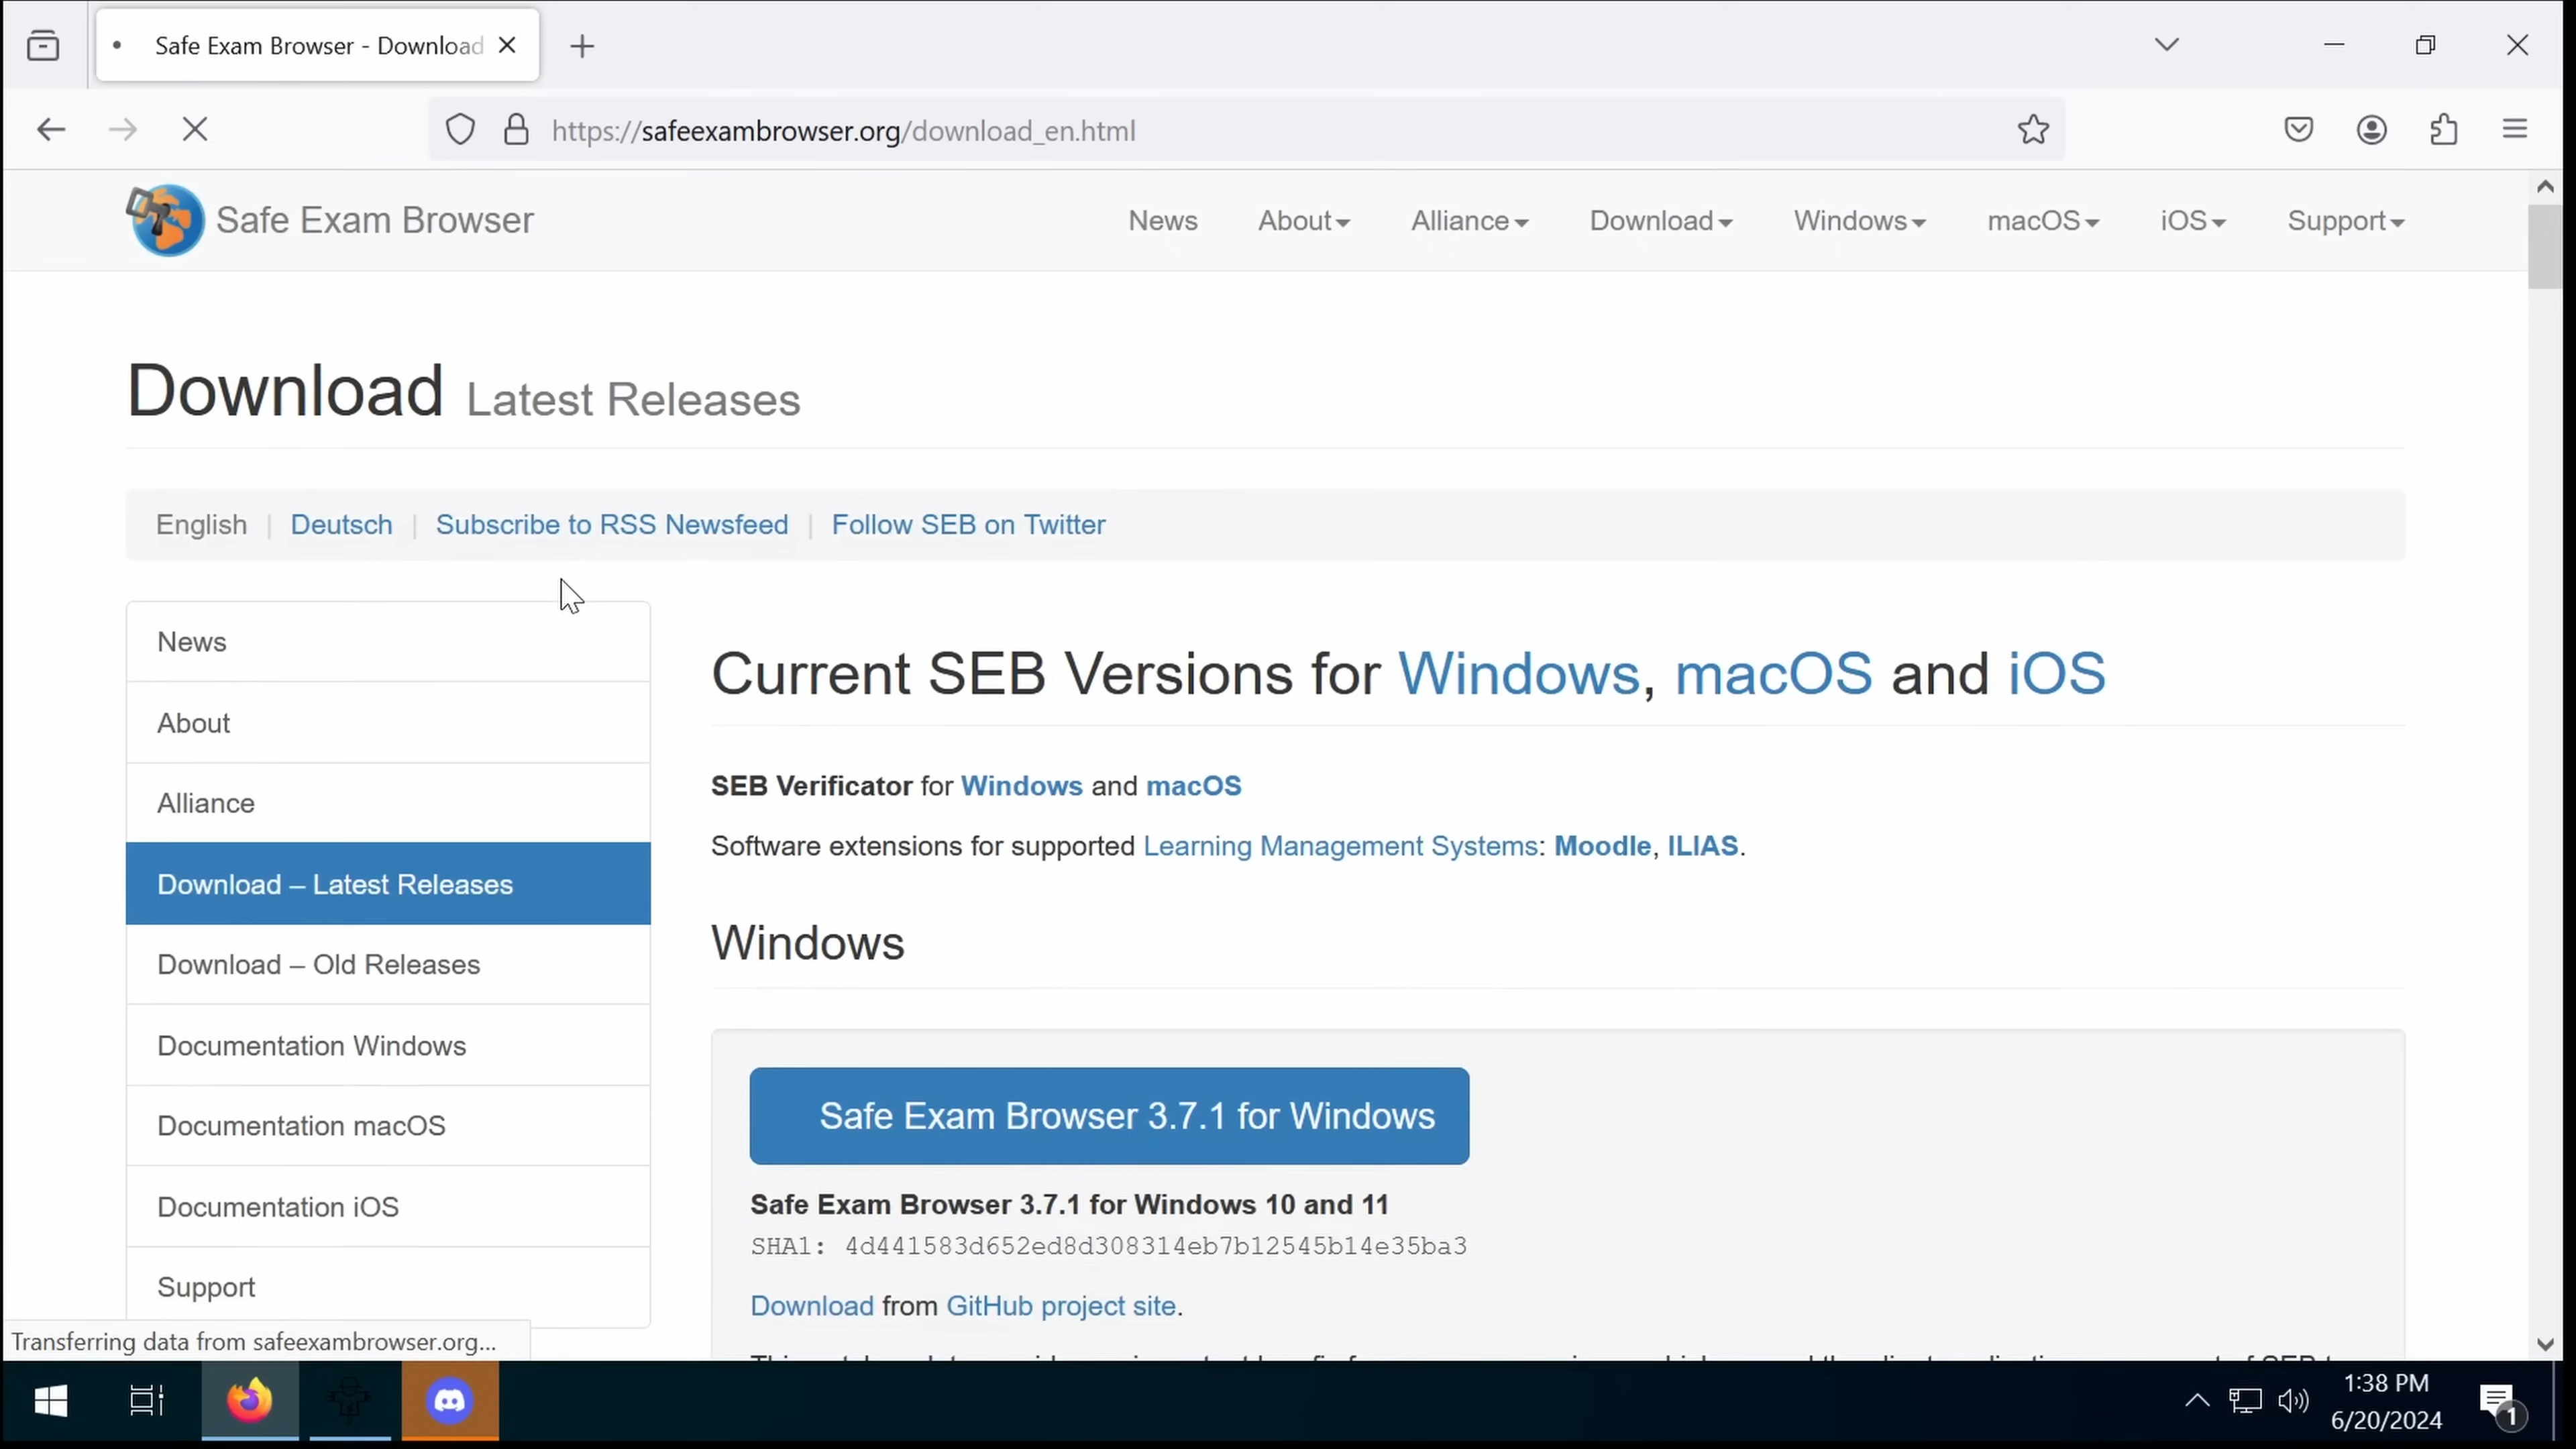 Safe Exam Browser - Download
https://safeexambrowser.org/download_en.html
Safe Exam Browser
News About Alliance Download Windows macOS iOS Support
Download Latest Releases
English | Deutsch | Subscribe to RSS Newsfeed | Follow SEB on Twitter
News
About
Alliance
Download – Latest Releases
Download – Old Releases
Documentation Windows
Documentation macOS
Documentation iOS
Support
Current SEB Versions for Windows, macOS and iOS
SEB Verificator for Windows and macOS
Software extensions for supported Learning Management Systems: Moodle, ILIAS.
Windows
Safe Exam Browser 3.7.1 for Windows
Safe Exam Browser 3.7.1 for Windows 10 and 11
SHA1: 4d441583d652ed8d308314eb7b12545b14e35ba3
Download from GitHub project site.
Transferring data from safeexambrowser.org...
1:38 PM
6/20/2024
1